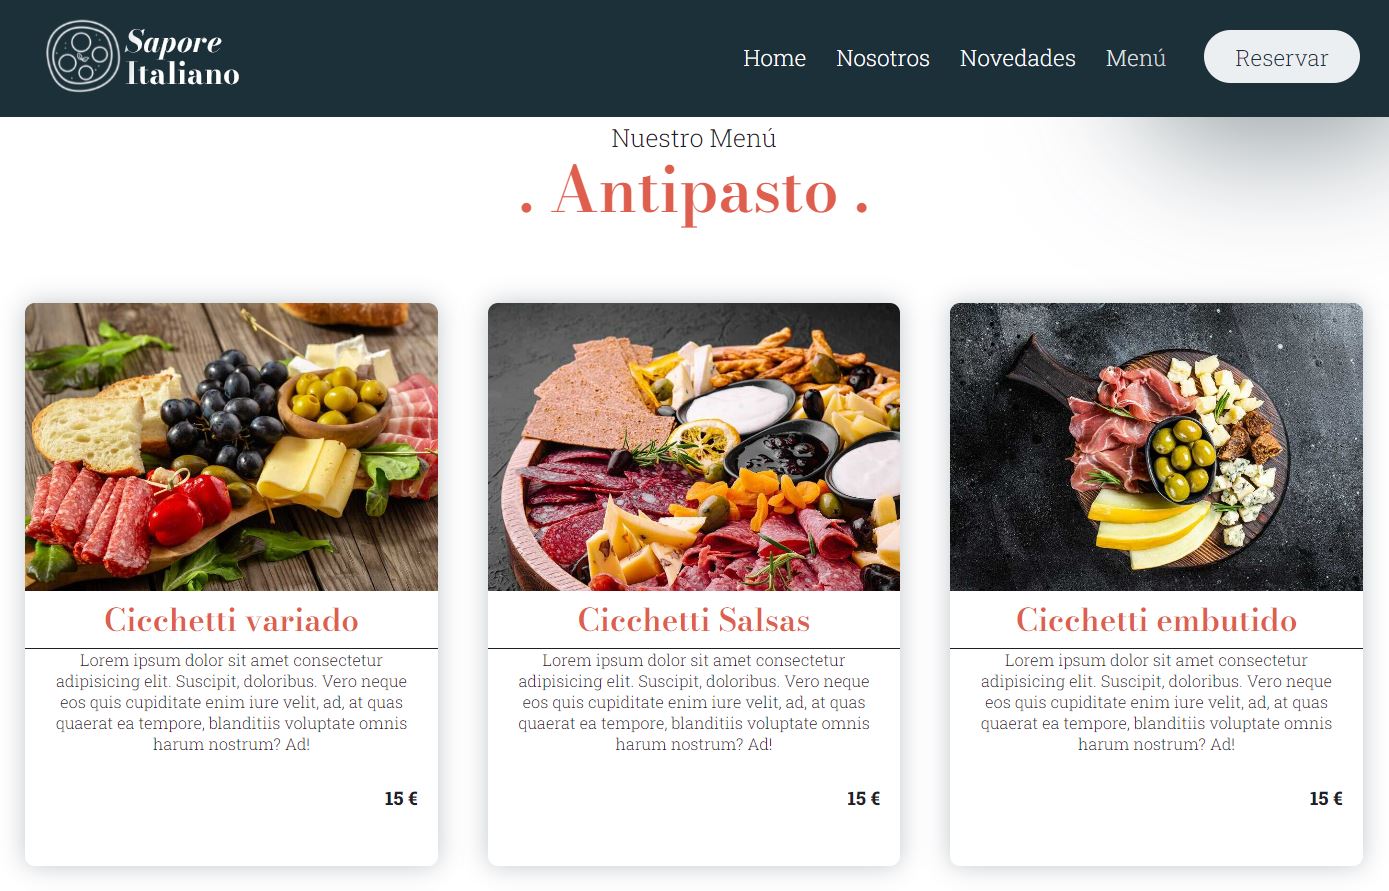 Sapore
Italiano
Home Nosotros Novedades Menú Reservar
Nuestro Menú
. Antipasto .
Cicchetti variado
Lorem ipsum dolor sit amet consectetur
adipisicing elit. Suscipit, doloribus. Vero neque
eos quis cupiditate enim iure velit, ad, at quas
quaerat ea tempore, blanditiis voluptate omnis
harum nostrum? Ad!
15 €
Cicchetti Salsas
Lorem ipsum dolor sit amet consectetur
adipisicing elit. Suscipit, doloribus. Vero neque
eos quis cupiditate enim iure velit, ad, at quas
quaerat ea tempore, blanditiis voluptate omnis
harum nostrum? Ad!
15 €
Cicchetti embutido
Lorem ipsum dolor sit amet consectetur
adipisicing elit. Suscipit, doloribus. Vero neque
eos quis cupiditate enim iure velit, ad, at quas
quaerat ea tempore, blanditiis voluptate omnis
harum nostrum? Ad!
15 €